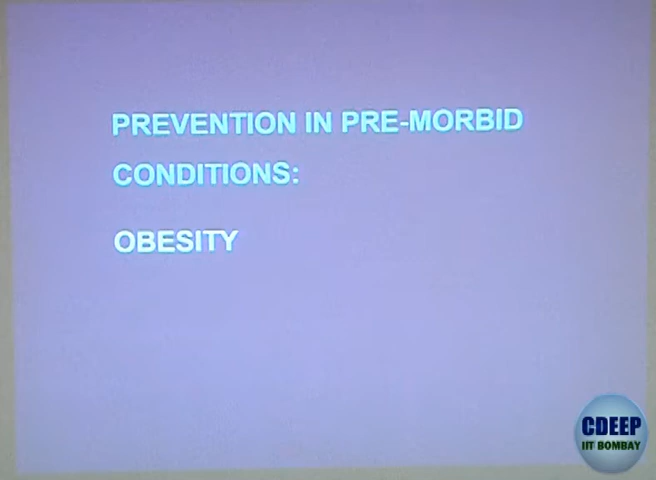 PREVENTION IN PRE-MORBID
CONDITIONS:
OBESITY
CDEEP
IIT BOMBAY